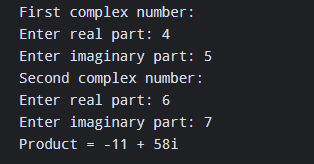 First complex number:
Enter real part: 4
Enter imaginary part: 5
Second complex number:
Enter real part: 6
Enter imaginary part: 7
Product = -11 + 58i